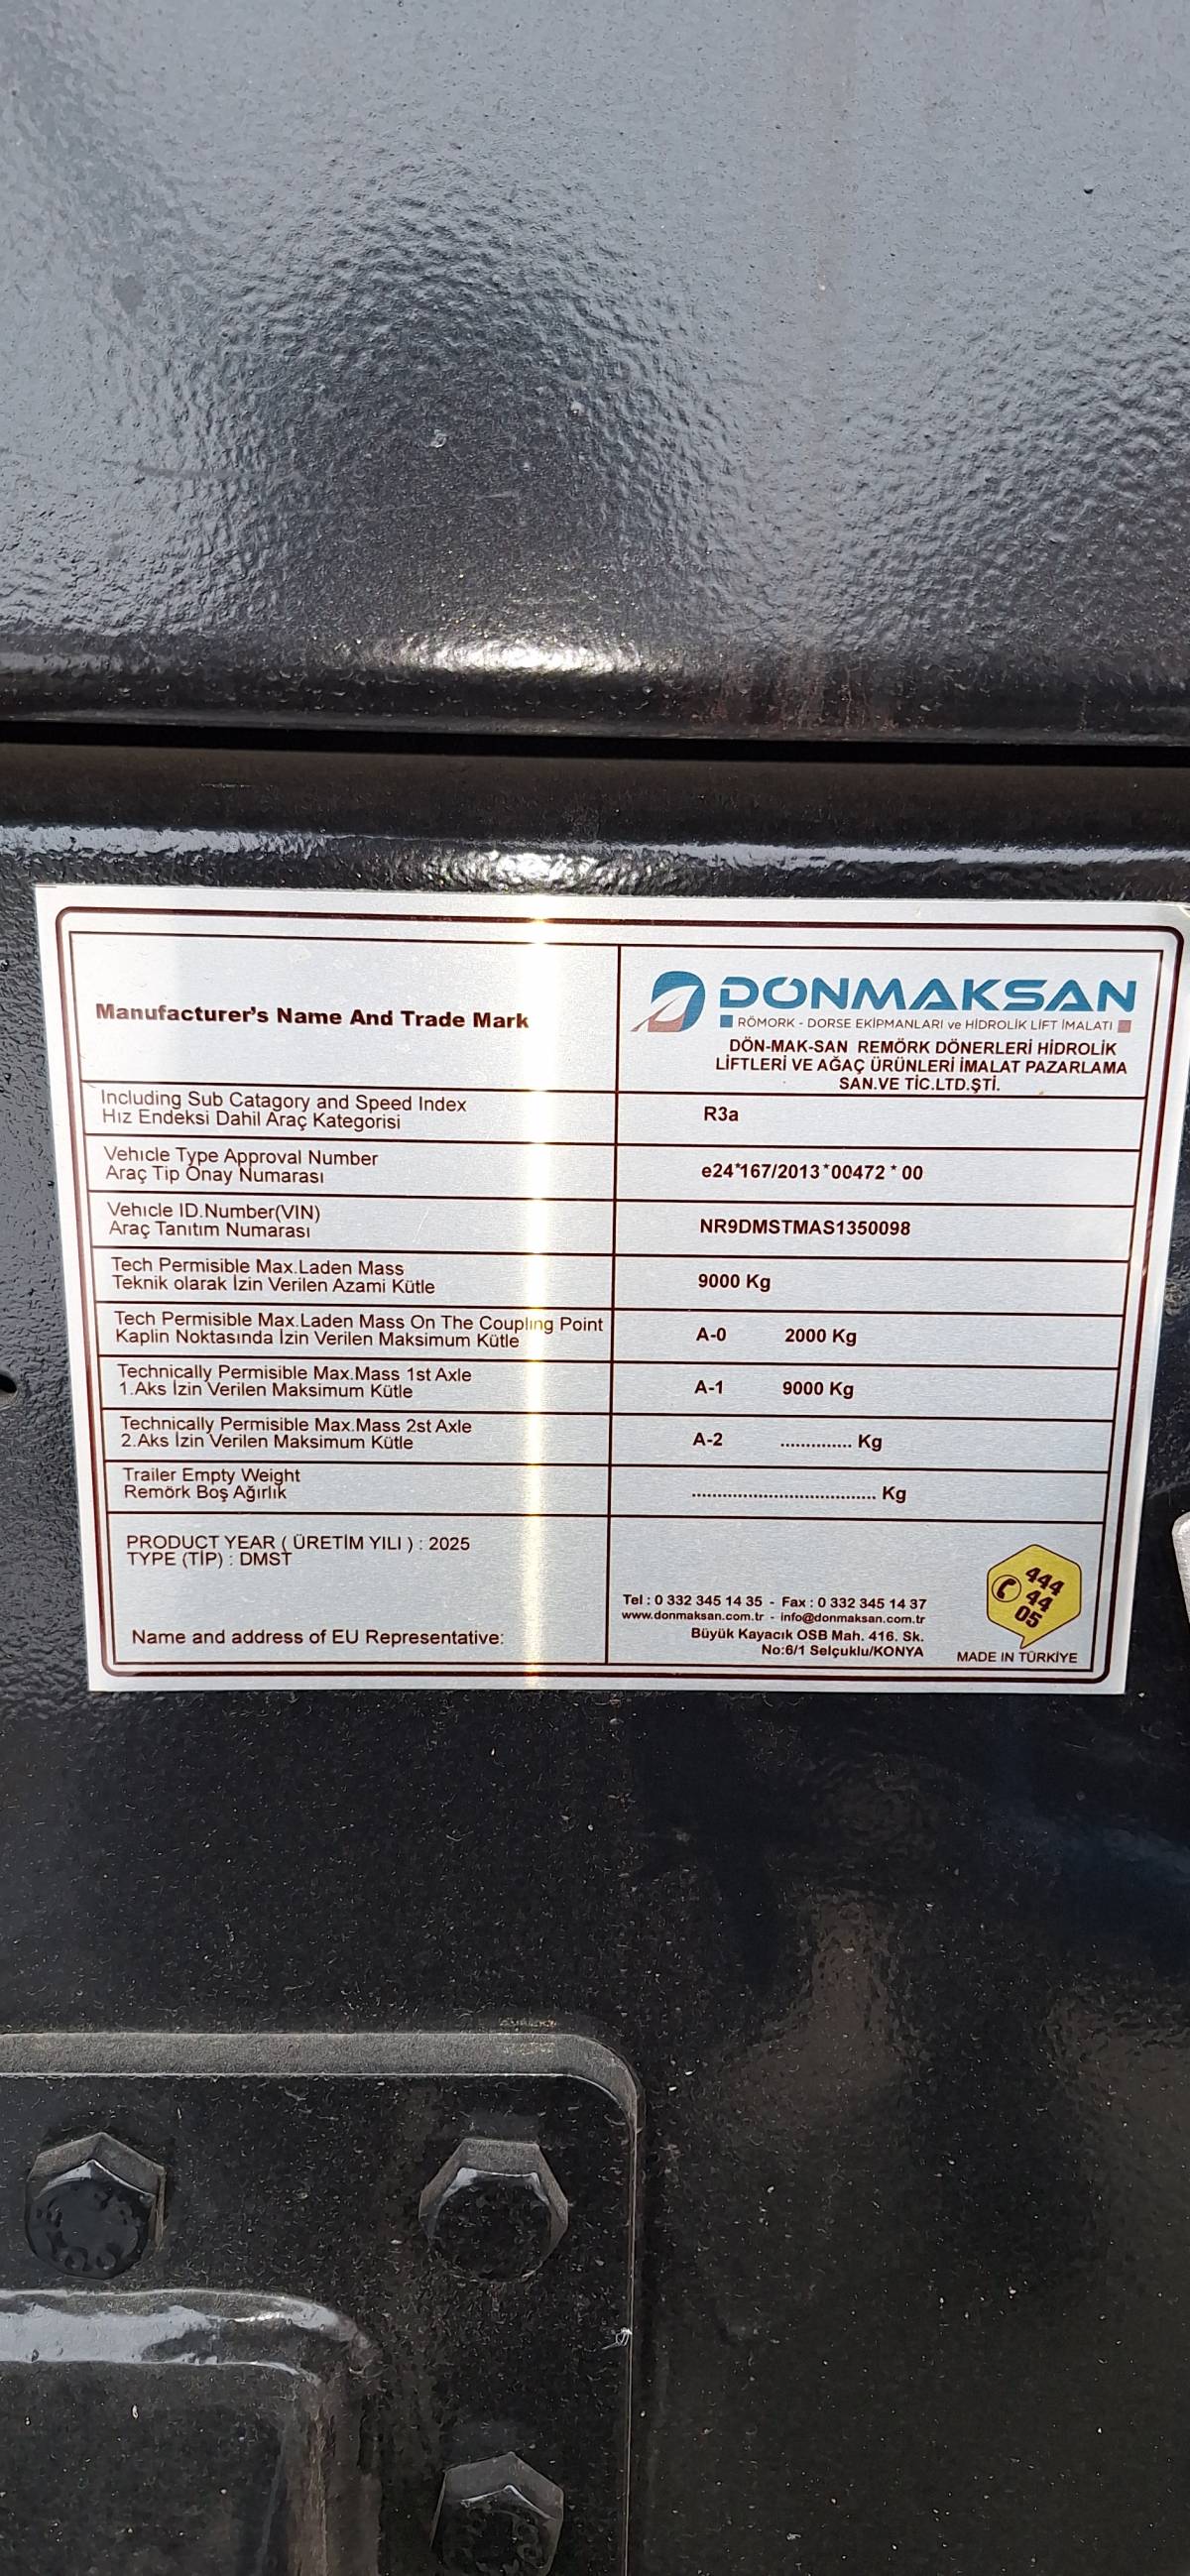 Manufacturer's Name And Trade Mark
DONMAKSAN
RÖMORK - DORSE EKİPMANLARI ve HİDROLİK LİFT İMALATI
DÖN-MAK-SAN REMÖRK DÖNERLERİ HİDROLİK
LİFTLERİ VE AĞAÇ ÜRÜNLERİ İMALAT PAZARLAMA
SAN.VE TİC.LTD.ŞTİ.
Including Sub Catagory and Speed Index
Hız Endeksi Dahil Araç Kategorisi
R3a
Vehıcle Type Approval Number
Araç Tip Onay Numarası
e24*167/2013*00472*00
Vehıcle ID.Number(VIN)
Araç Tanıtım Numarası
NR9DMSTMAS1350098
Tech Permisible Max.Laden Mass
Teknik olarak İzin Verilen Azami Kütle
9000 Kg
Tech Permisible Max.Laden Mass On The Couplıng Point
Kaplin Noktasında İzin Verilen Maksimum Kütle
A-0 2000 Kg
Technically Permisible Max.Mass 1st Axle
1.Aks İzin Verilen Maksimum Kütle
A-1 9000 Kg
Technically Permisible Max.Mass 2st Axle
2.Aks İzin Verilen Maksimum Kütle
A-2 .............. Kg
Trailer Empty Weight
Remörk Boş Ağırlık
.................................... Kg
PRODUCT YEAR ( ÜRETİM YILI ) : 2025
TYPE (TİP) : DMST
Name and address of EU Representative:
Tel : 0 332 345 14 35 - Fax : 0 332 345 14 37
www.donmaksan.com.tr - info@donmaksan.com.tr
Büyük Kayacık OSB Mah. 416. Sk.
No:6/1 Selçuklu/KONYA
444
44
05
MADE IN TÜRKİYE